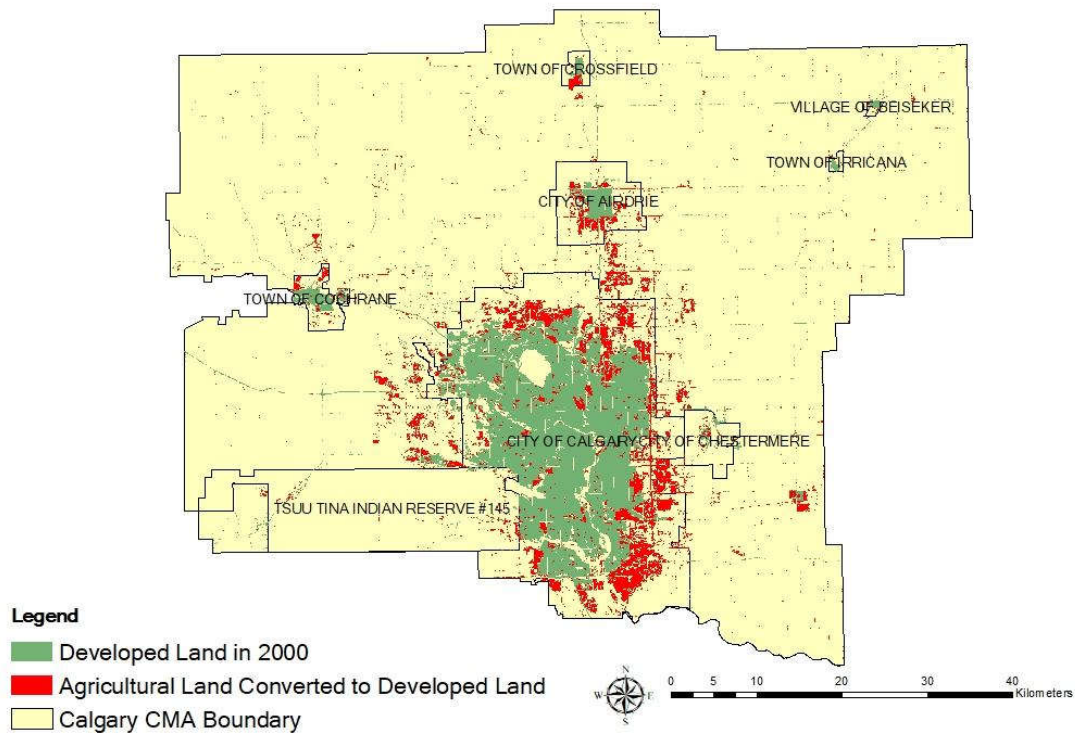 TOWN OF CROSSFIELD
VILLAGE OF BEISEKER
TOWN OF IRRICANA
CITY OF AIRDRIE
TOWN OF COCHRANE
CITY OF CALGARY
CITY OF CHESTERMERE
TSUU TINA INDIAN RESERVE #145
Legend
Developed Land in 2000
Agricultural Land Converted to Developed Land
Calgary CMA Boundary
N
W E
S
0 5 10 20 30 40
Kilometers